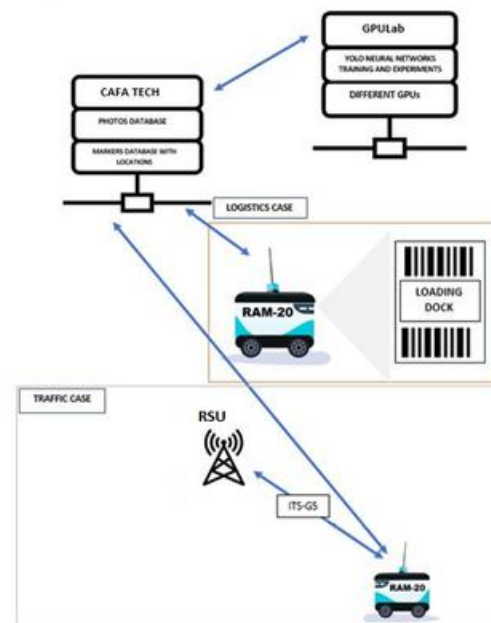 GPULab
YOLO NEURAL NETWORKS
TRAINING AND EXPERIMENTS
DIFFERENT GPUs
CAFA TECH
PHOTOS DATABASE
MARKERS DATABASE WITH
LOCATIONS
LOGISTICS CASE
RAM-20
LOADING
DOCK
TRAFFIC CASE
RSU
ITS-G5
RAM-20